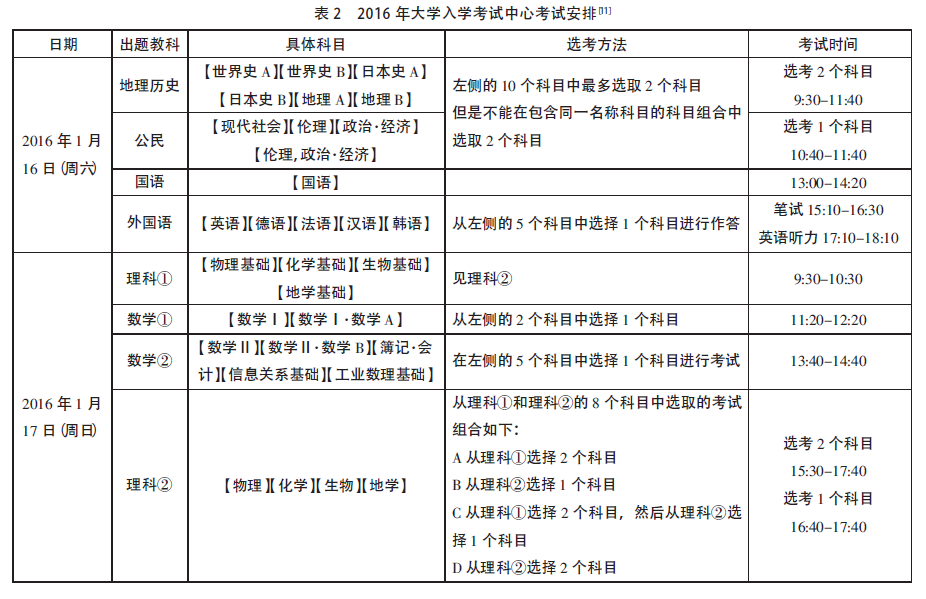 表 2 2016 年大学入学考试中心考试安排[11]
日期 出题教科 具体科目 选考方法 考试时间
2016 年 1 月
16 日(周六)
地理历史
【世界史 A】【世界史 B】【日本史 A】
【日本史 B】【地理 A】【地理 B】
左侧的 10 个科目中最多选取 2 个科目
但是不能在包含同一名称科目的科目组合中
选取 2 个科目
选考 2 个科目
9:30–11:40
公民
【现代社会】【伦理】【政治·经济】
【伦理,政治·经济】
选考 1 个科目
10:40–11:40
国语
【国语】
13:00–14:20
外国语
【英语】【德语】【法语】【汉语】【韩语】
从左侧的 5 个科目中选择 1 个科目进行作答
笔试 15:10–16:30
英语听力 17:10–18:10
2016 年 1 月
17 日(周日)
理科①
【物理基础】【化学基础】【生物基础】
【地学基础】
见理科②
9:30–10:30
数学①
【数学Ⅰ】【数学Ⅰ·数学 A】
从左侧的 2 个科目中选择 1 个科目
11:20–12:20
数学②
【数学Ⅱ】【数学Ⅱ·数学 B】【簿记·会
计】【信息关系基础】【工业数理基础】
在左侧的 5 个科目中选择 1 个科目进行考试
13:40–14:40
理科②
【物理】【化学】【生物】【地学】
从理科①和理科②的 8 个科目中选取的考试
组合如下：
A 从理科①选择 2 个科目
B 从理科②选择 1 个科目
C 从理科①选择 2 个科目，然后从理科②选
择 1 个科目
D 从理科②选择 2 个科目
选考 2 个科目
15:30–17:40
选考 1 个科目
16:40–17:40